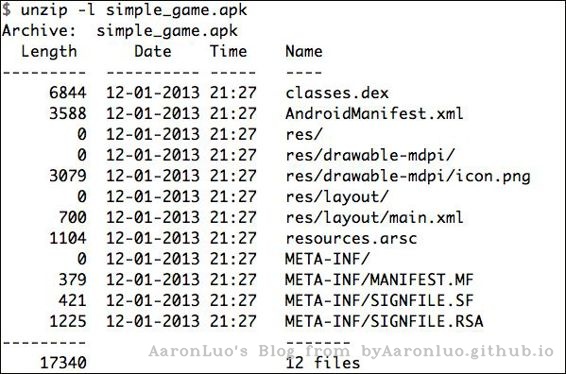 $ unzip -l simple_game.apk
Archive:  simple_game.apk
  Length     Date   Time    Name
---------  ---------- -----   ----
     6844  12-01-2013 21:27   classes.dex
     3588  12-01-2013 21:27   AndroidManifest.xml
        0  12-01-2013 21:27   res/
        0  12-01-2013 21:27   res/drawable-mdpi/
     3079  12-01-2013 21:27   res/drawable-mdpi/icon.png
        0  12-01-2013 21:27   res/layout/
      700  12-01-2013 21:27   res/layout/main.xml
     1104  12-01-2013 21:27   resources.arsc
        0  12-01-2013 21:27   META-INF/
      379  12-01-2013 21:27   META-INF/MANIFEST.MF
      421  12-01-2013 21:27   META-INF/SIGNFILE.SF
     1225  12-01-2013 21:27   META-INF/SIGNFILE.RSA
---------                     -------
    17340                     12 files
AaronLuo's Blog from byAaronluo.github.io